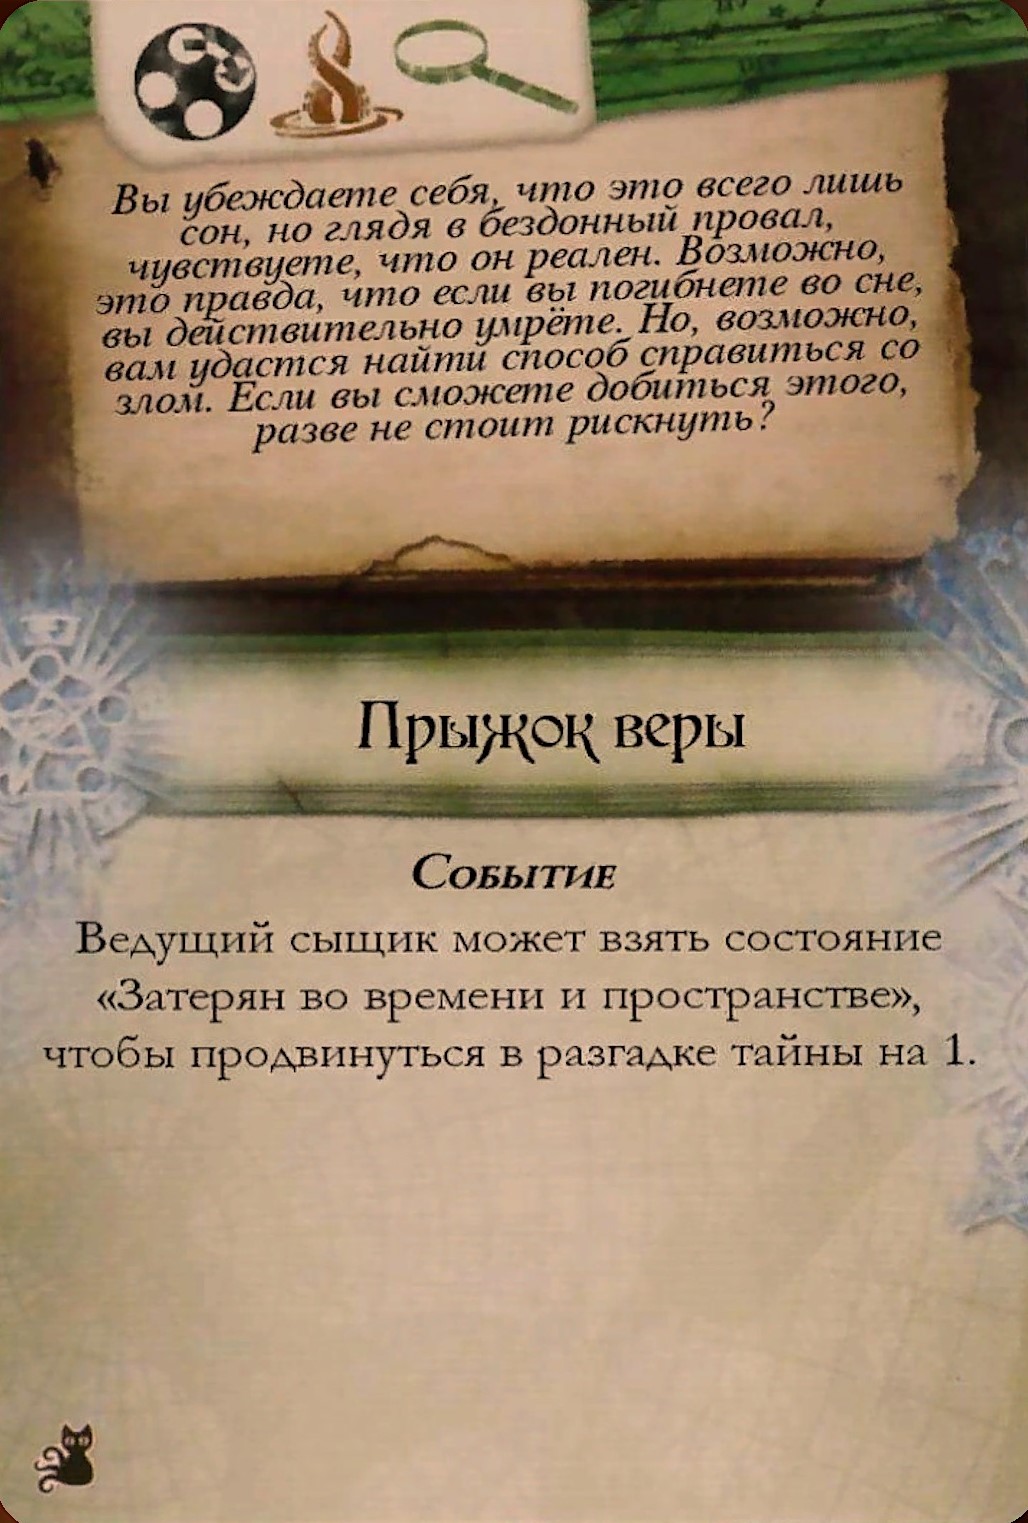 Вы убеждаете себя, что это всего лишь
сон, но глядя в бездонный провал,
чувствуете, что он реален. Возможно,
это правда, что если вы погибнете во сне,
вы действительно умрёте. Но, возможно,
вам удастся найти способ справиться со
злом. Если вы сможете добиться этого,
разве не стоит рискнуть?
Прыжок веры
Событие
Ведущий сыщик может взять состояние
«Затерян во времени и пространстве»,
чтобы продвинуться в разгадке тайны на 1.